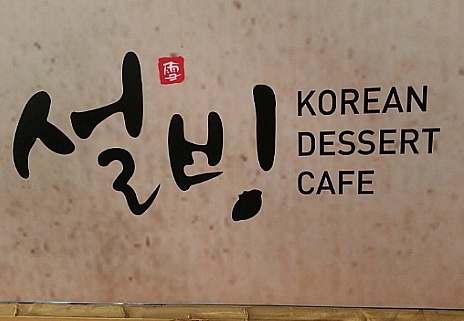 설빙
雪
KOREAN
DESSERT
CAFE